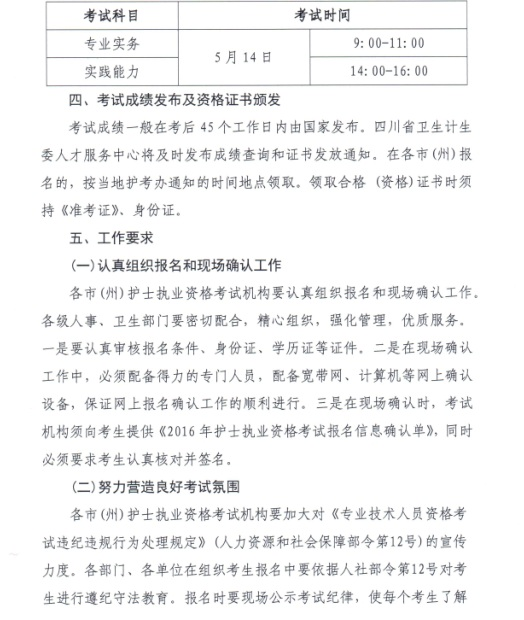 考试科目 考试时间
专业实务 5月14日 9:00-11:00
实践能力 14:00-16:00
四、考试成绩发布及资格证书颁发
考试成绩一般在考后 45 个工作日内由国家发布。四川省卫生计生
委人才服务中心将及时发布成绩查询和证书发放通知。在各市(州)报
名的，按当地护考办通知的时间地点领取。领取合格 (资格)证书时须
持《准考证》、身份证。
五、工作要求
(一)认真组织报名和现场确认工作
各市(州)护士执业资格考试机构要认真组织报名和现场确认工作。
各级人事、卫生部门要密切配合，精心组织，强化管理，优质服务。
一是要认真审核报名条件、身份证、学历证等证件。二是在现场确认
工作中，必须配备得力的专门人员，配备宽带网、计算机等网上确认
设备，保证网上报名确认工作的顺利进行。三是在现场确认时，考试
机构须向考生提供《2016 年护士执业资格考试报名信息确认单》，同时
必须要求考生认真核对并签名。
(二)努力营造良好考试氛围
各市(州)护士执业资格考试机构要加大对《专业技术人员资格考
试违纪违规行为处理规定》(人力资源和社会保障部令第12号)的宣传
力度。各部门、各单位在组织考生报名中要依据人社部令第12号对考
生进行遵纪守法教育。报名时要现场公示考试纪律，使每个考生了解